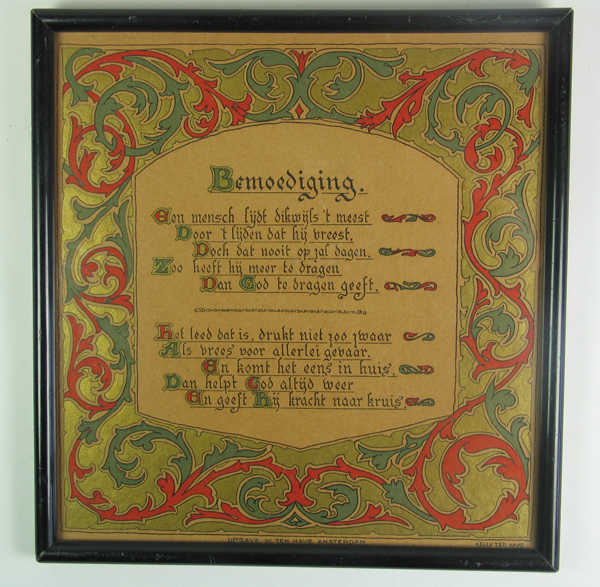 Bemoediging.
Een mensch lijdt dikwijls 't meest
Door 't lijden dat hij vreest,
Doch dat nooit op zal dagen.
Zoo heeft hij meer te dragen
Dan God te dragen geeft.
Het leed dat is, drukt niet zoo zwaar
Als vrees voor allerlei gevaar.
En komt het eens in huis,
Dan helpt God altijd weer
En geeft Hij kracht naar kruis.
UITGAVE W. TEN HAVE AMSTERDAM
NELLY TEN HAVE